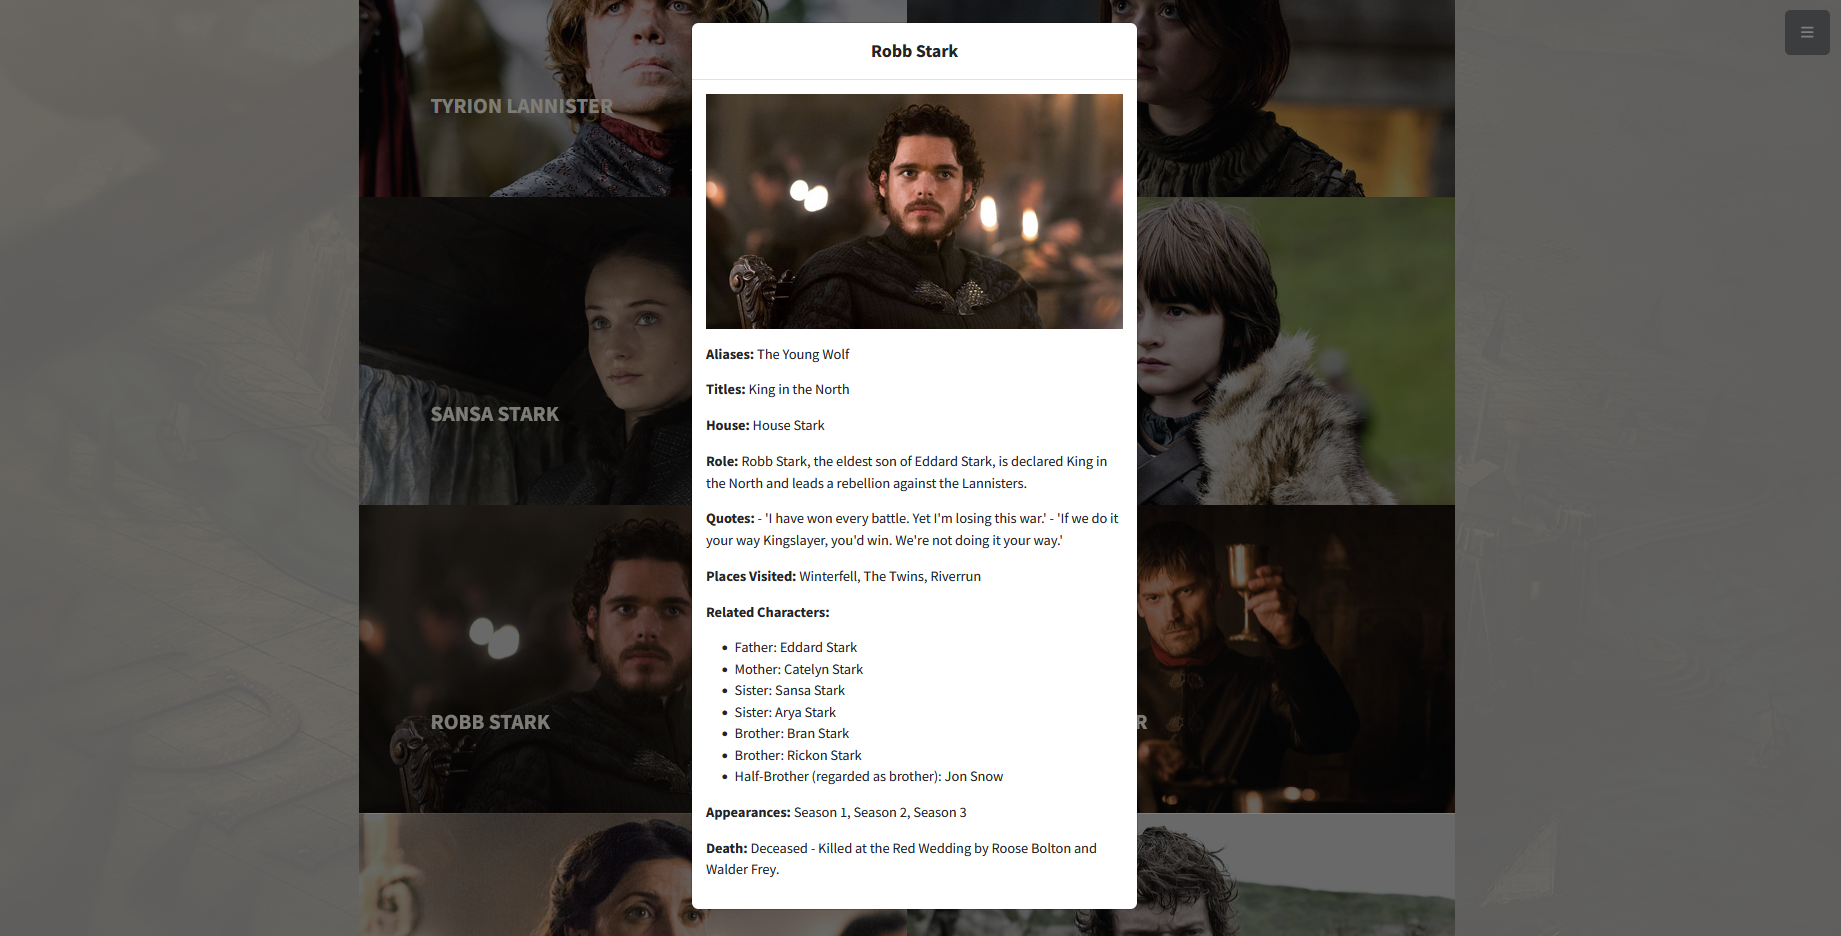 Robb Stark
TYRION LANNISTER
SANSA STARK
ROBB STARK
R
Aliases: The Young Wolf
Titles: King in the North
House: House Stark
Role: Robb Stark, the eldest son of Eddard Stark, is declared King in
the North and leads a rebellion against the Lannisters.
Quotes: - 'I have won every battle. Yet I'm losing this war.' - 'If we do it
your way Kingslayer, you'd win. We're not doing it your way.'
Places Visited: Winterfell, The Twins, Riverrun
Related Characters:
• Father: Eddard Stark
• Mother: Catelyn Stark
• Sister: Sansa Stark
• Sister: Arya Stark
• Brother: Bran Stark
• Brother: Rickon Stark
• Half-Brother (regarded as brother): Jon Snow
Appearances: Season 1, Season 2, Season 3
Death: Deceased - Killed at the Red Wedding by Roose Bolton and
Walder Frey.